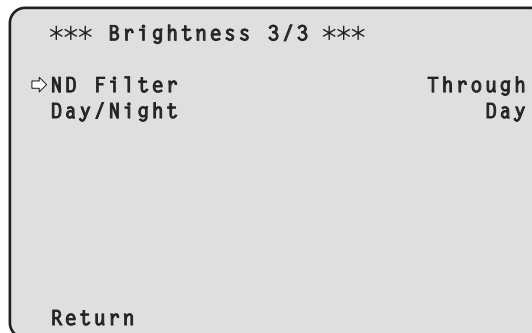 *** Brightness 3/3 ***
⇨ND Filter Through
Day/Night Day
Return